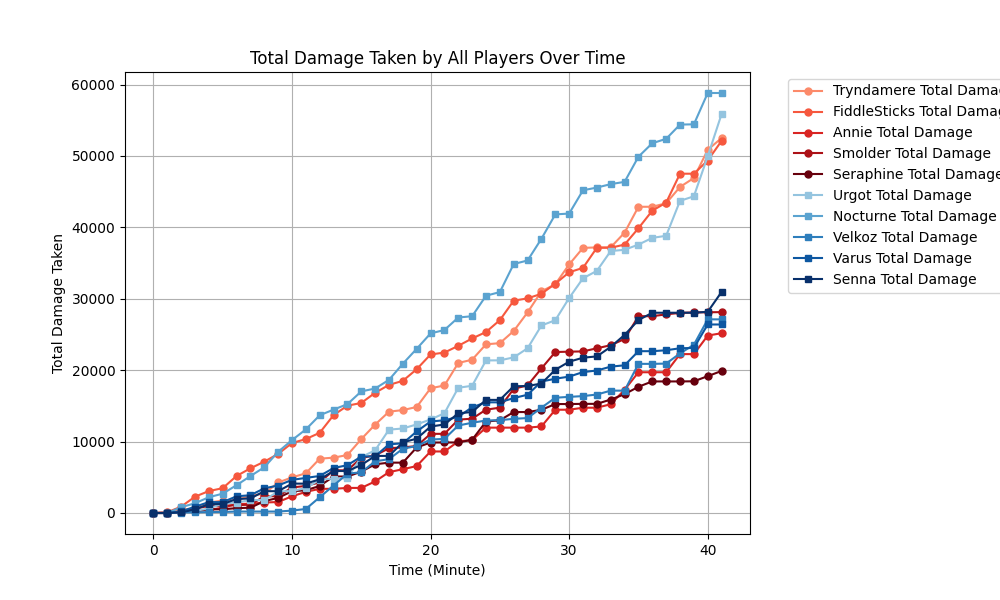 Total Damage Taken by All Players Over Time
Total Damage Taken
60000
50000
40000
30000
20000
10000
0
0 10 20 30 40
Time (Minute)
Tryndamere Total
FiddleSticks Total
Annie Total Damage
Smolder Total Damage
Seraphine Total Damage
Urgot Total Damage
Nocturne Total Damage
Velkoz Total Damage
Varus Total Damage
Senna Total Damage